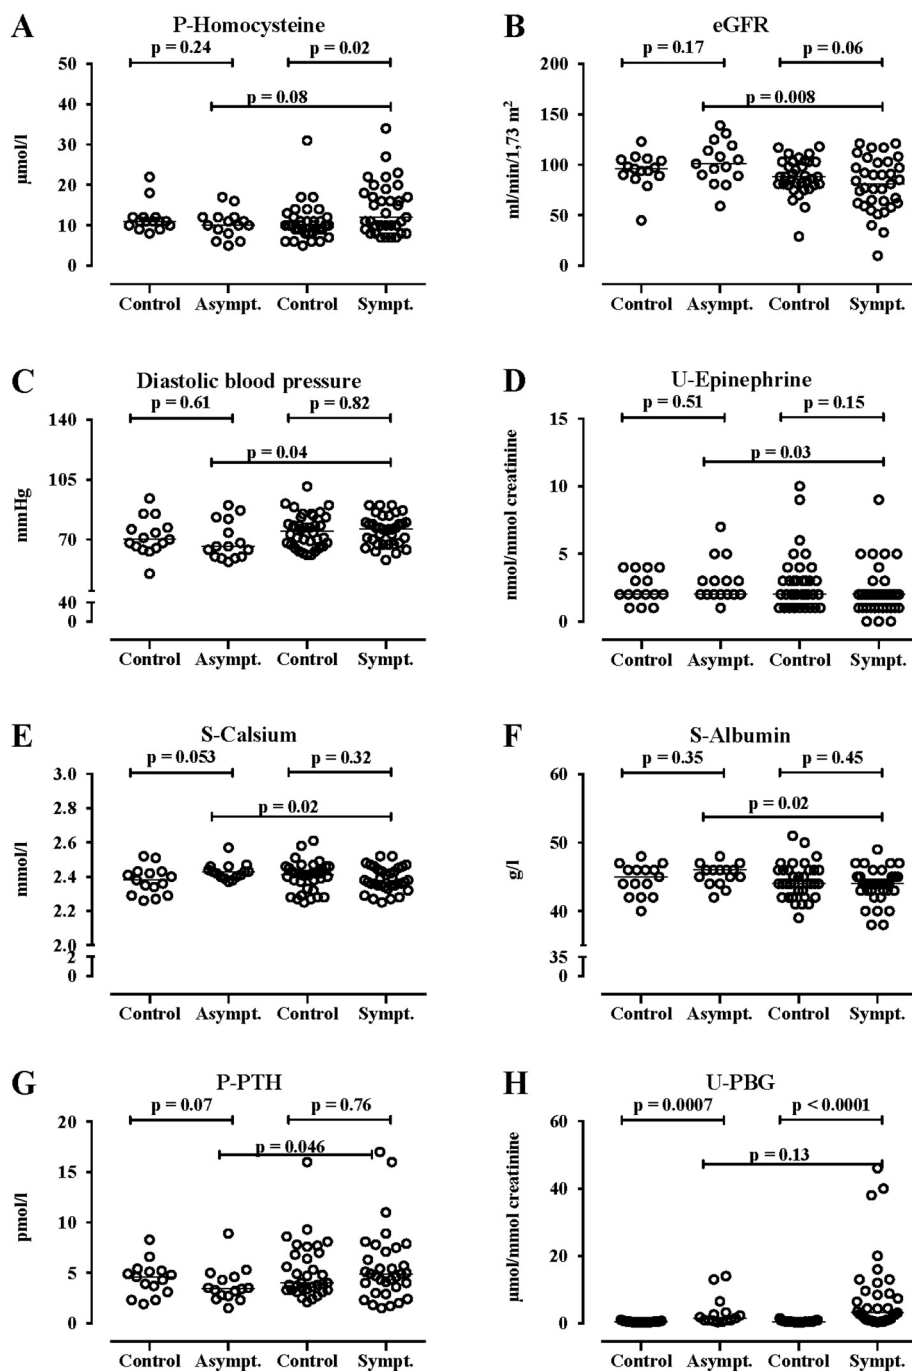 A P-Homocysteine
p = 0.24 p = 0.02
p = 0.08
µmol/l
50
40
30
20
10
0
Control Asympt. Control Sympt.
B eGFR
p = 0.17 p = 0.06
p = 0.008
ml/min/1,73 m²
200
150
100
50
0
Control Asympt. Control Sympt.
C Diastolic blood pressure
p = 0.61 p = 0.82
p = 0.04
mmHg
140
105
70
40
0
Control Asympt. Control Sympt.
D U-Epinephrine
p = 0.51 p = 0.15
p = 0.03
nmol/mmol creatinine
15
10
5
0
Control Asympt. Control Sympt.
E S-Calsium
p = 0.053 p = 0.32
p = 0.02
mmol/l
3.0
2.8
2.6
2.4
2.2
2.0
2
0
Control Asympt. Control Sympt.
F S-Albumin
p = 0.35 p = 0.45
p = 0.02
g/l
60
50
40
35
0
Control Asympt. Control Sympt.
G P-PTH
p = 0.07 p = 0.76
p = 0.046
pmol/l
20
15
10
5
0
Control Asympt. Control Sympt.
H U-PBG
p = 0.0007 p < 0.0001
p = 0.13
µmol/mmol creatinine
60
40
20
0
Control Asympt. Control Sympt.